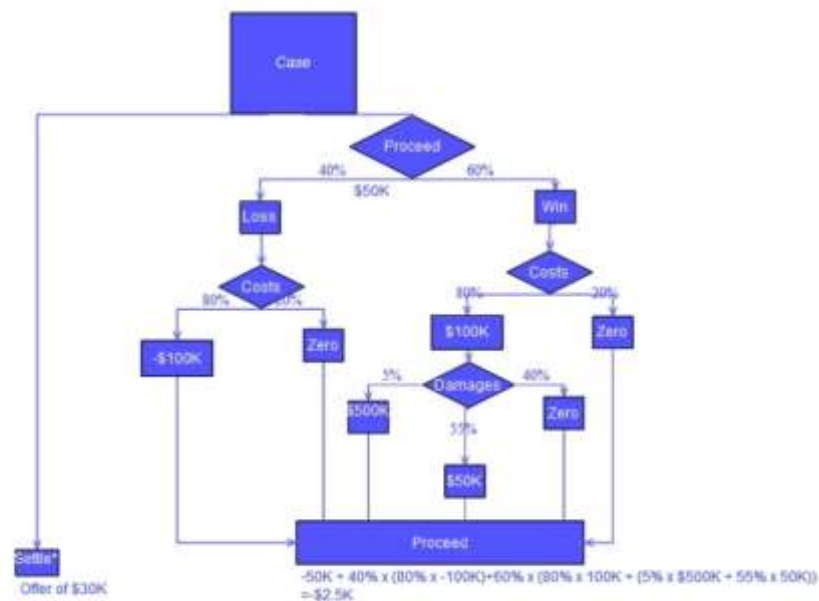 Case
Proceed
40%
60%
$50K
Loss
Win
Costs
Costs
80%
20%
80%
20%
-$100K
Zero
$100K
Zero
5%
Damages
40%
$500K
Zero
55%
$50K
Proceed
Settle*
Offer of $30K
-50K + 40% x (80% x -100K)+60% x (80% x 100K + (5% x $500K + 55% x 50K))
=-$2.5K